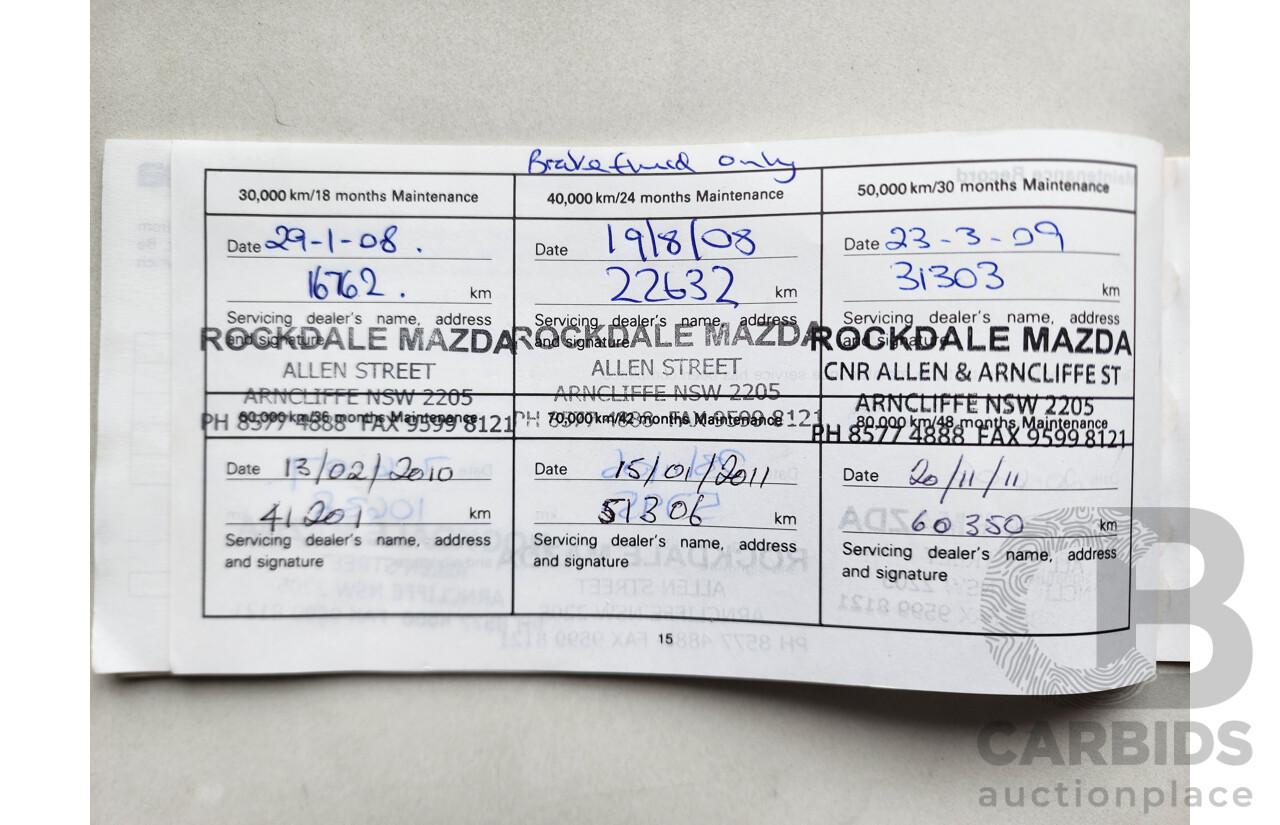 Brake fluid only
30,000 km/18 months Maintenance
Date 29-1-08.
16762. km
Servicing dealer's name, address
and signature
ROCKDALE MAZDA
ALLEN STREET
ARNCLIFFE NSW 2205
PH 8577 4888 FAX 9599 8121
40,000 km/24 months Maintenance
Date 19/8/08
22632 km
Servicing dealer's name, address
and signature
ROCKDALE MAZDA
ALLEN STREET
ARNCLIFFE NSW 2205
PH 8577 4888 FAX 9599 8121
50,000 km/30 months Maintenance
Date 23-3-09
31303 km
Servicing dealer's name, address
and signature
ROCKDALE MAZDA
CNR ALLEN & ARNCLIFFE ST
ARNCLIFFE NSW 2205
PH 8577 4888 FAX 9599 8121
60,000 km/36 months Maintenance
Date 13/02/2010
41201 km
Servicing dealer's name, address
and signature
70,000 km/42 months Maintenance
Date 15/01/2011
51306 km
Servicing dealer's name, address
and signature
80,000 km/48 months Maintenance
Date 20/11/11
60350 km
Servicing dealer's name, address
and signature
15
CARBIDS
auctionplace